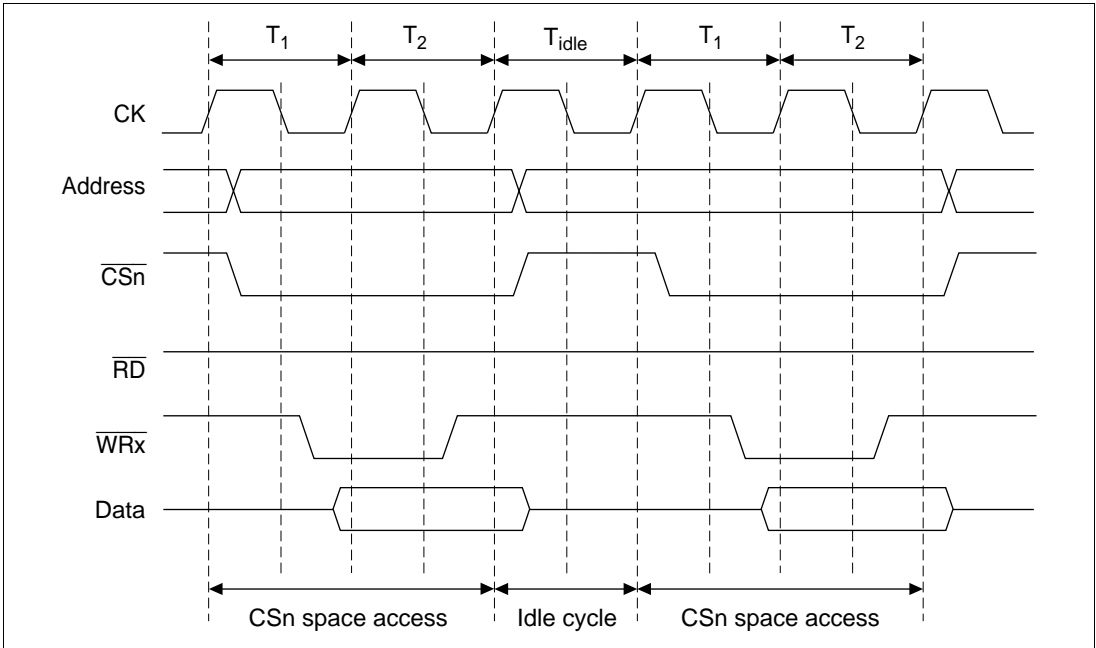 T1 T2 Tidle T1 T2
CK
Address
CSn
RD
WRx
Data
CSn space access Idle cycle CSn space access